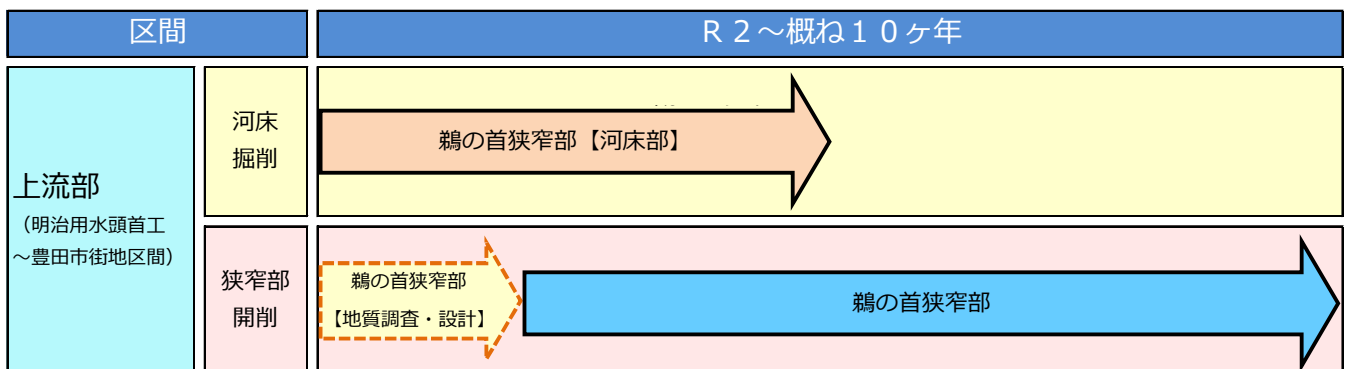 区間
R2～概ね10ヶ年
上流部
（明治用水頭首工
～豊田市街地区間）
河床
掘削
鵜の首狭窄部【河床部】
狭窄部
開削
鵜の首狭窄部
【地質調査・設計】
鵜の首狭窄部